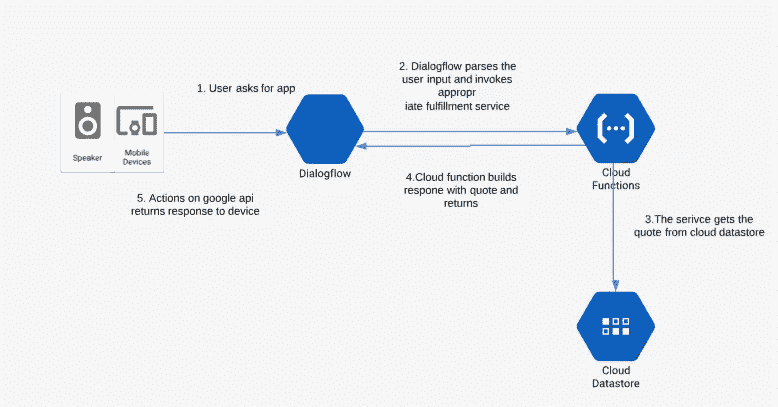 1. User asks for app
2. Dialogflow parses the
user input and invokes
appropr
iate fulfillment service
Speaker
Mobile
Devices
Dialogflow
Cloud
Functions
5. Actions on google api
returns response to device
4.Cloud function builds
respone with quote and
returns
3.The serivce gets the
quote from cloud datastore
Cloud
Datastore